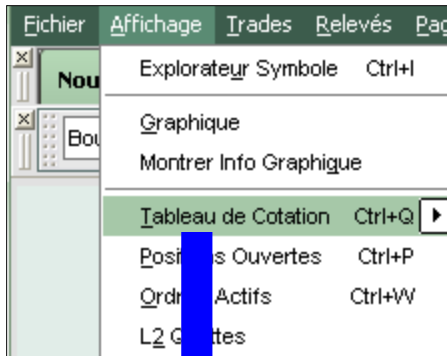 Fichier Affichage Trades Relevés
Explorateur Symbole Ctrl+I
Graphique
Montrer Info Graphique
Tableau de Cotation Ctrl+Q
Ouvertes Ctrl+P
Actifs Ctrl+W
L2